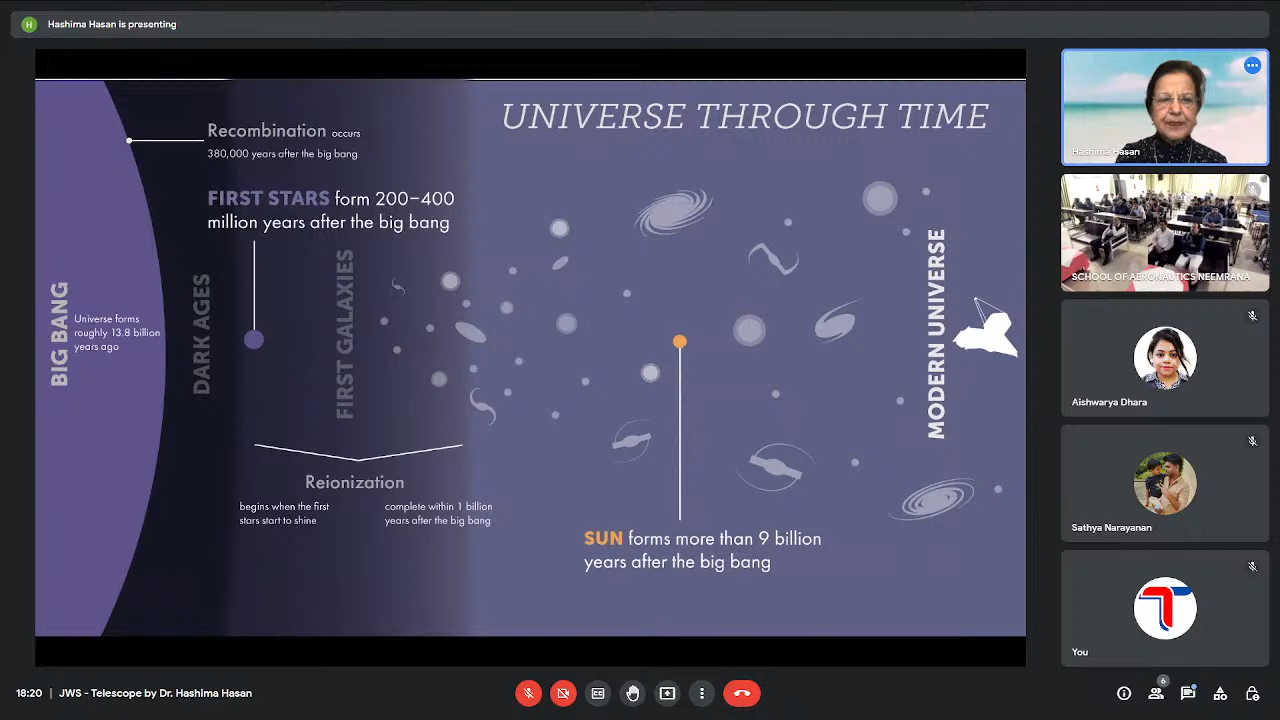 H
Hashima Hasan is presenting
UNIVERSE THROUGH TIME
Recombination occurs
380,000 years after the big bang
FIRST STARS form 200–400
million years after the big bang
BIG BANG
Universe forms
roughly 13.8 billion
years ago
DARK AGES
FIRST GALAXIES
MODERN UNIVERSE
Reionization
begins when the first
stars start to shine
complete within 1 billion
years after the big bang
SUN forms more than 9 billion
years after the big bang
Hashima Hasan
SCHOOL OF AERONAUTICS NEEMRANA
Aishwarya Dhara
Sathya Narayanan
T
You
18:20 | JWS - Telescope by Dr. Hashima Hasan
6